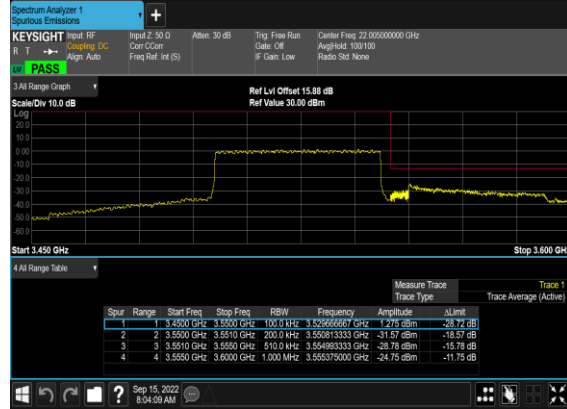 Spectrum Analyzer 1
Spurious Emissions
+
KEYSIGHT Input: RF Input Z: 50 Ω Atten: 30 dB Trig: Free Run Center Freq: 22.005000000 GHz
R T Coupling: DC Corr CCorr Gate: Off Avg|Hold: 100/100
Align: Auto Freq Ref: Int (S) IF Gain: Low Radio Std: None
PASS
3 All Range Graph
Ref Lvl Offset 15.88 dB
Scale/Div 10.0 dB Ref Value 30.00 dBm
Log
20.0
10.0
0.00
-10.0
-20.0
-30.0
-40.0
-50.0
-60.0
Start 3.450 GHz Stop 3.600 GHz
4 All Range Table
Measure Trace Trace 1
Trace Type Trace Average (Active)
Spur Range Start Freq Stop Freq RBW Frequency Amplitude ΔLimit
1 1 3.4500 GHz 3.5500 GHz 100.0 kHz 3.529666667 GHz 1.275 dBm -28.72 dB
2 2 3.5500 GHz 3.5510 GHz 200.0 kHz 3.550813333 GHz -31.57 dBm -18.57 dB
3 3 3.5510 GHz 3.5550 GHz 510.0 kHz 3.554993333 GHz -28.78 dBm -15.78 dB
4 4 3.5550 GHz 3.6000 GHz 1.000 MHz 3.555375000 GHz -24.75 dBm -11.75 dB
? Sep 15, 2022
8:04:09 AM